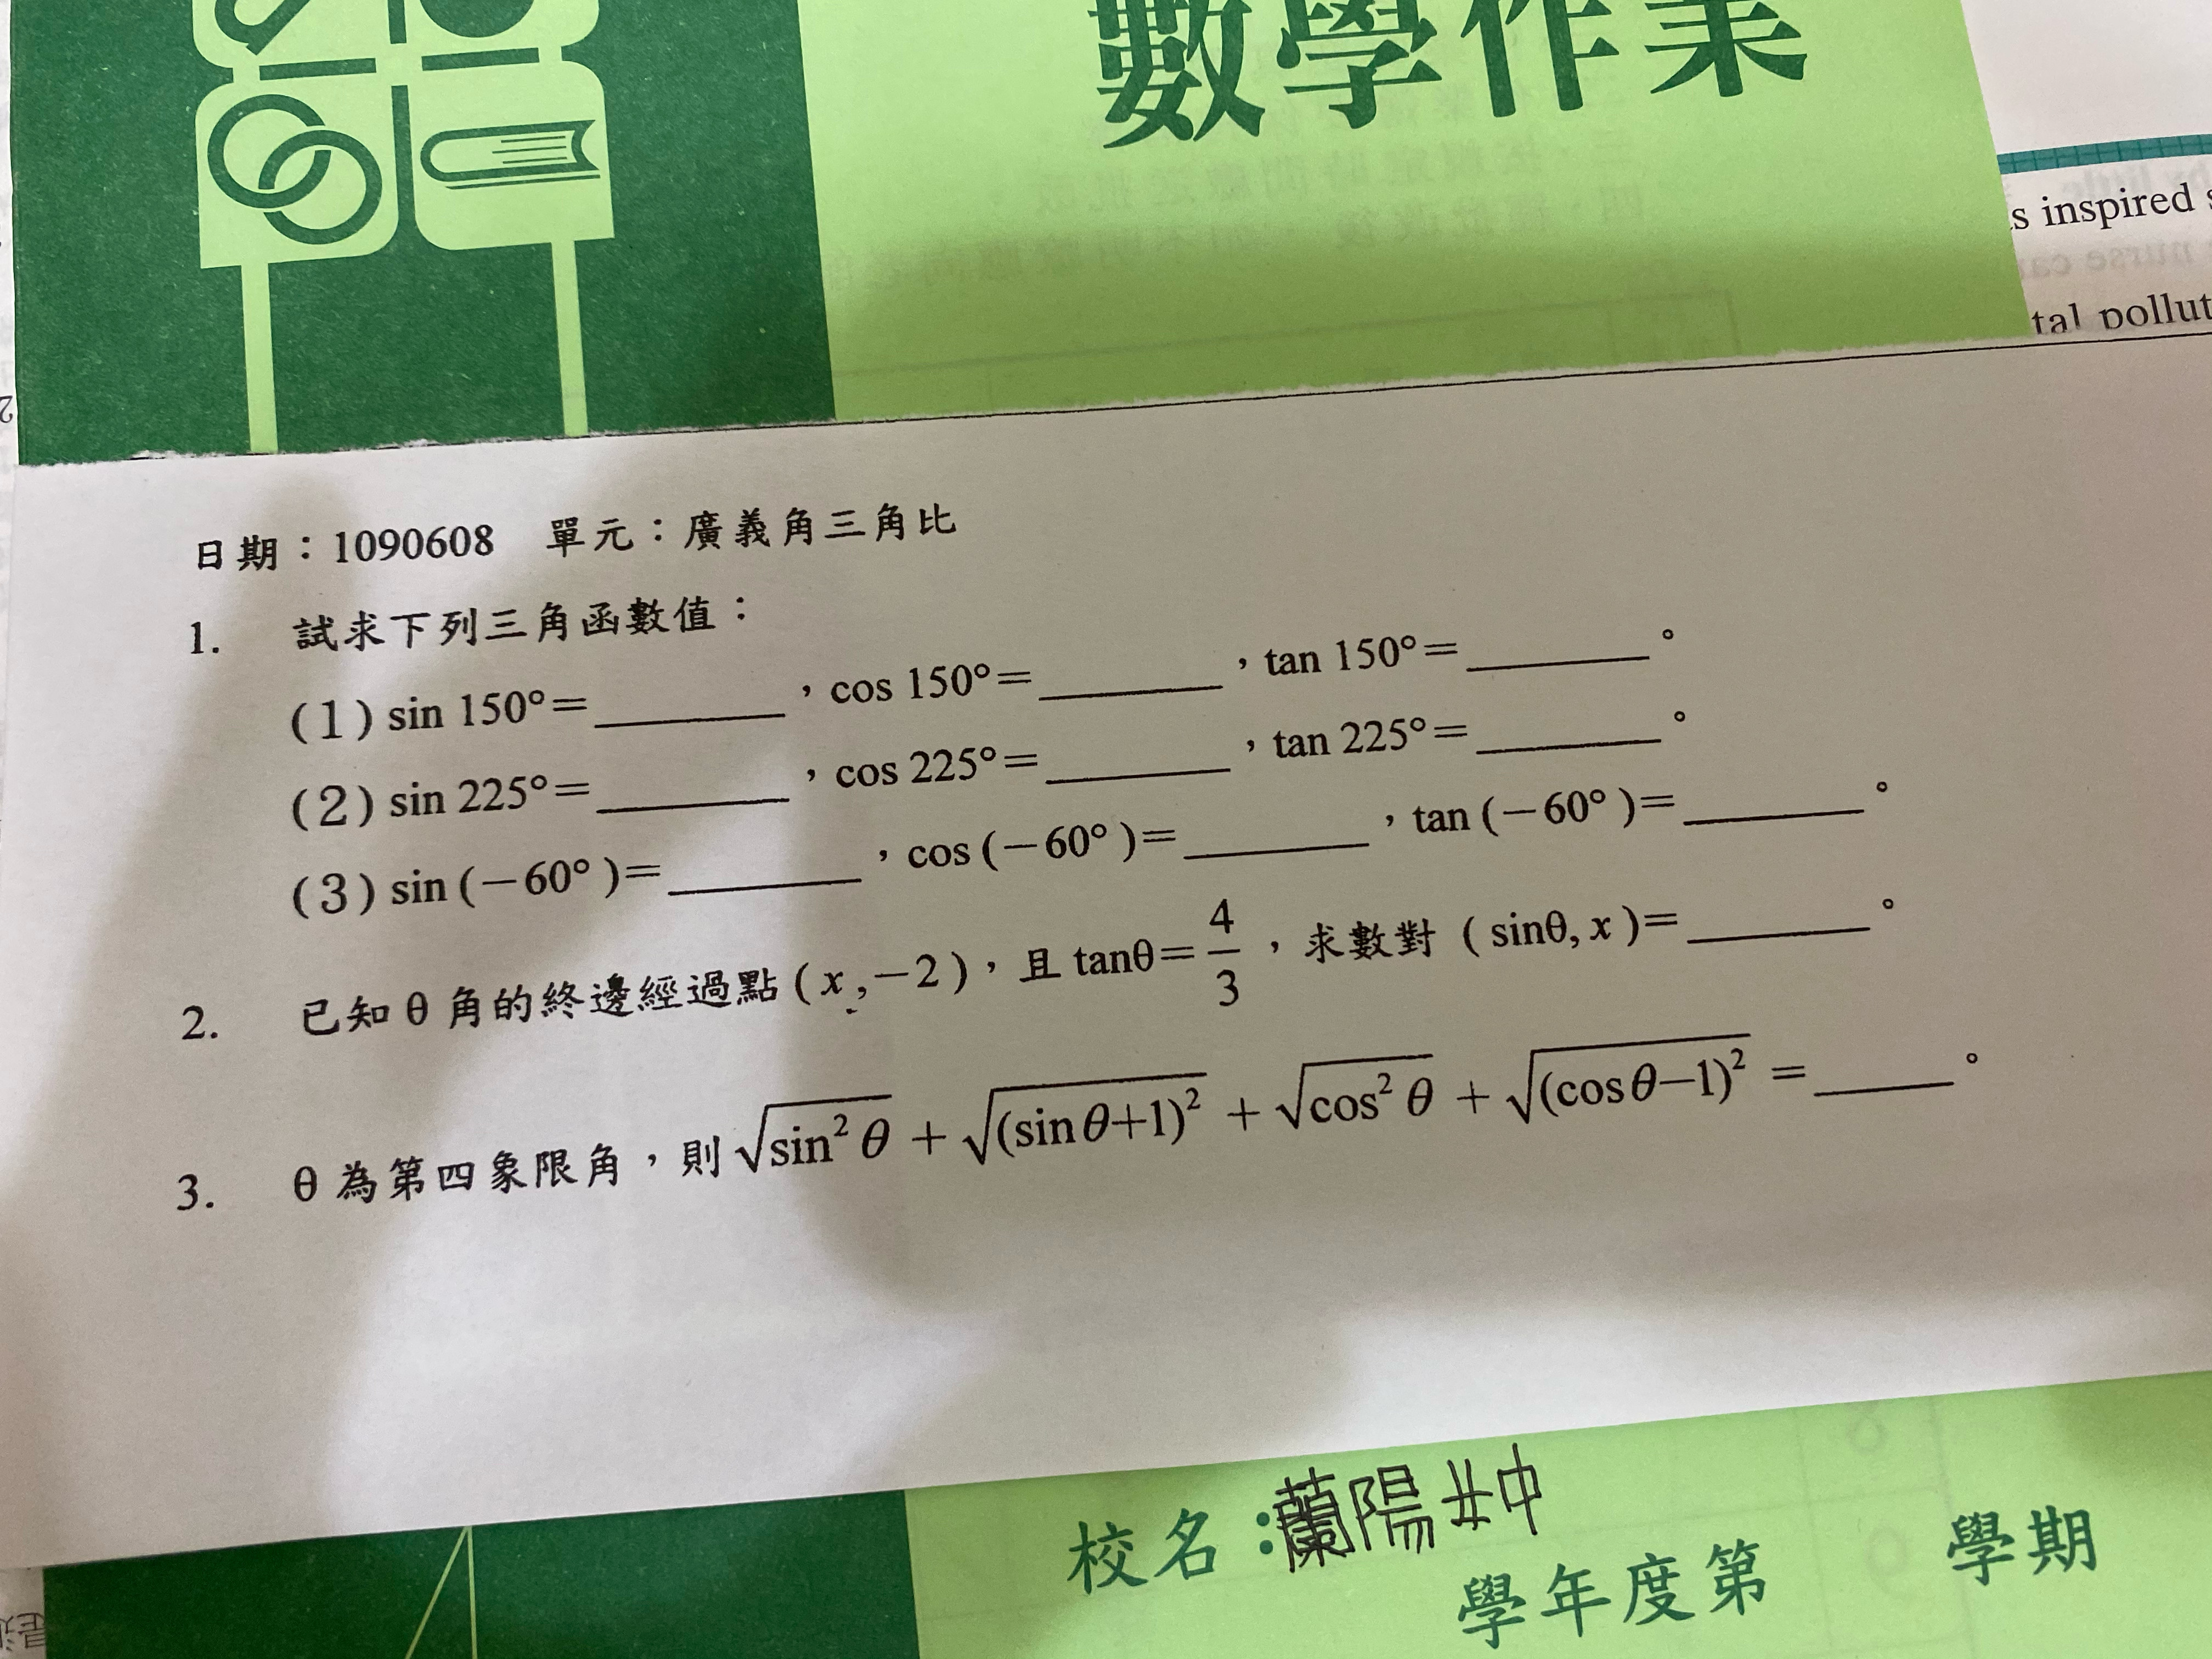 數學作業
s inspired
tal pollut
日期：1090608 單元：廣義角三角比
1. 試求下列三角函數值：
(1) sin 150°=________，cos 150°=________，tan 150°=________。
(2) sin 225°=________，cos 225°=________，tan 225°=________。
(3) sin (−60° )=________，cos (−60° )=________，tan (−60° )=________。
2. 已知 θ 角的終邊經過點 ( x ,−2 )，且 tanθ=4/3，求數對 ( sinθ, x )=________。
3. θ 為第四象限角，則 √sin² θ + √(sin θ+1)² + √cos² θ + √(cos θ−1)² =_____。
校名：蘭陽女中
學年度第 學期